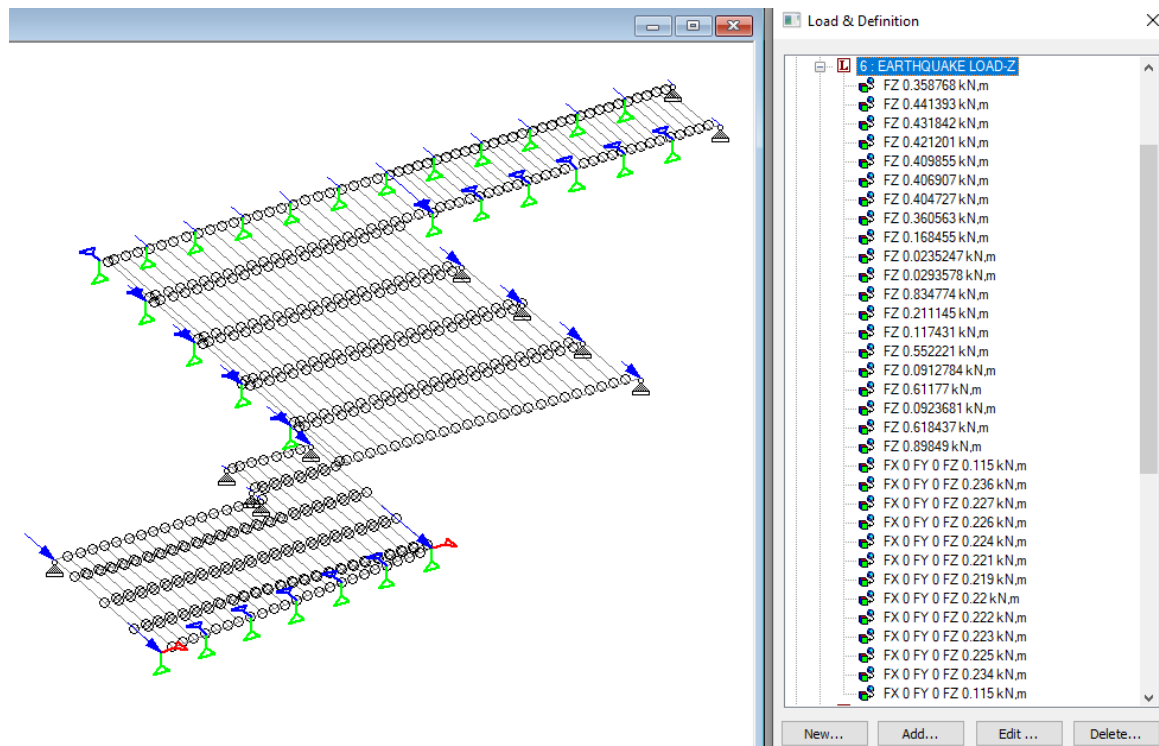 Load & Definition
6 : EARTHQUAKE LOAD-Z
FZ 0.358768 kN,m
FZ 0.441393 kN,m
FZ 0.431842 kN,m
FZ 0.421201 kN,m
FZ 0.409855 kN,m
FZ 0.406907 kN,m
FZ 0.404727 kN,m
FZ 0.360563 kN,m
FZ 0.168455 kN,m
FZ 0.0235247 kN,m
FZ 0.0293578 kN,m
FZ 0.834774 kN,m
FZ 0.211145 kN,m
FZ 0.117431 kN,m
FZ 0.552221 kN,m
FZ 0.0912784 kN,m
FZ 0.61177 kN,m
FZ 0.0923681 kN,m
FZ 0.618437 kN,m
FZ 0.89849 kN,m
FX 0 FY 0 FZ 0.115 kN,m
FX 0 FY 0 FZ 0.236 kN,m
FX 0 FY 0 FZ 0.227 kN,m
FX 0 FY 0 FZ 0.226 kN,m
FX 0 FY 0 FZ 0.224 kN,m
FX 0 FY 0 FZ 0.221 kN,m
FX 0 FY 0 FZ 0.219 kN,m
FX 0 FY 0 FZ 0.22 kN,m
FX 0 FY 0 FZ 0.222 kN,m
FX 0 FY 0 FZ 0.223 kN,m
FX 0 FY 0 FZ 0.225 kN,m
FX 0 FY 0 FZ 0.234 kN,m
FX 0 FY 0 FZ 0.115 kN,m
New... Add... Edit ... Delete...